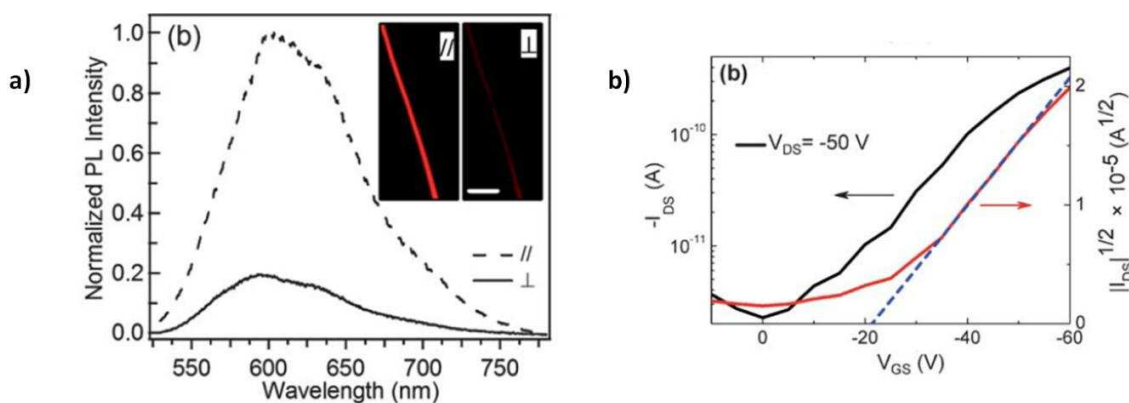 a)
(b)
//
⊥
Normalized PL Intensity
1.0
0.8
0.6
0.4
0.2
0.0
//
⊥
550
600
650
700
750
Wavelength (nm)
b)
(b)
V_DS = -50 V
-I_DS (A)
10^-10
10^-11
2
1
0
|I_DS|^1/2 × 10^-5 (A^1/2)
0
-20
-40
-60
V_GS (V)